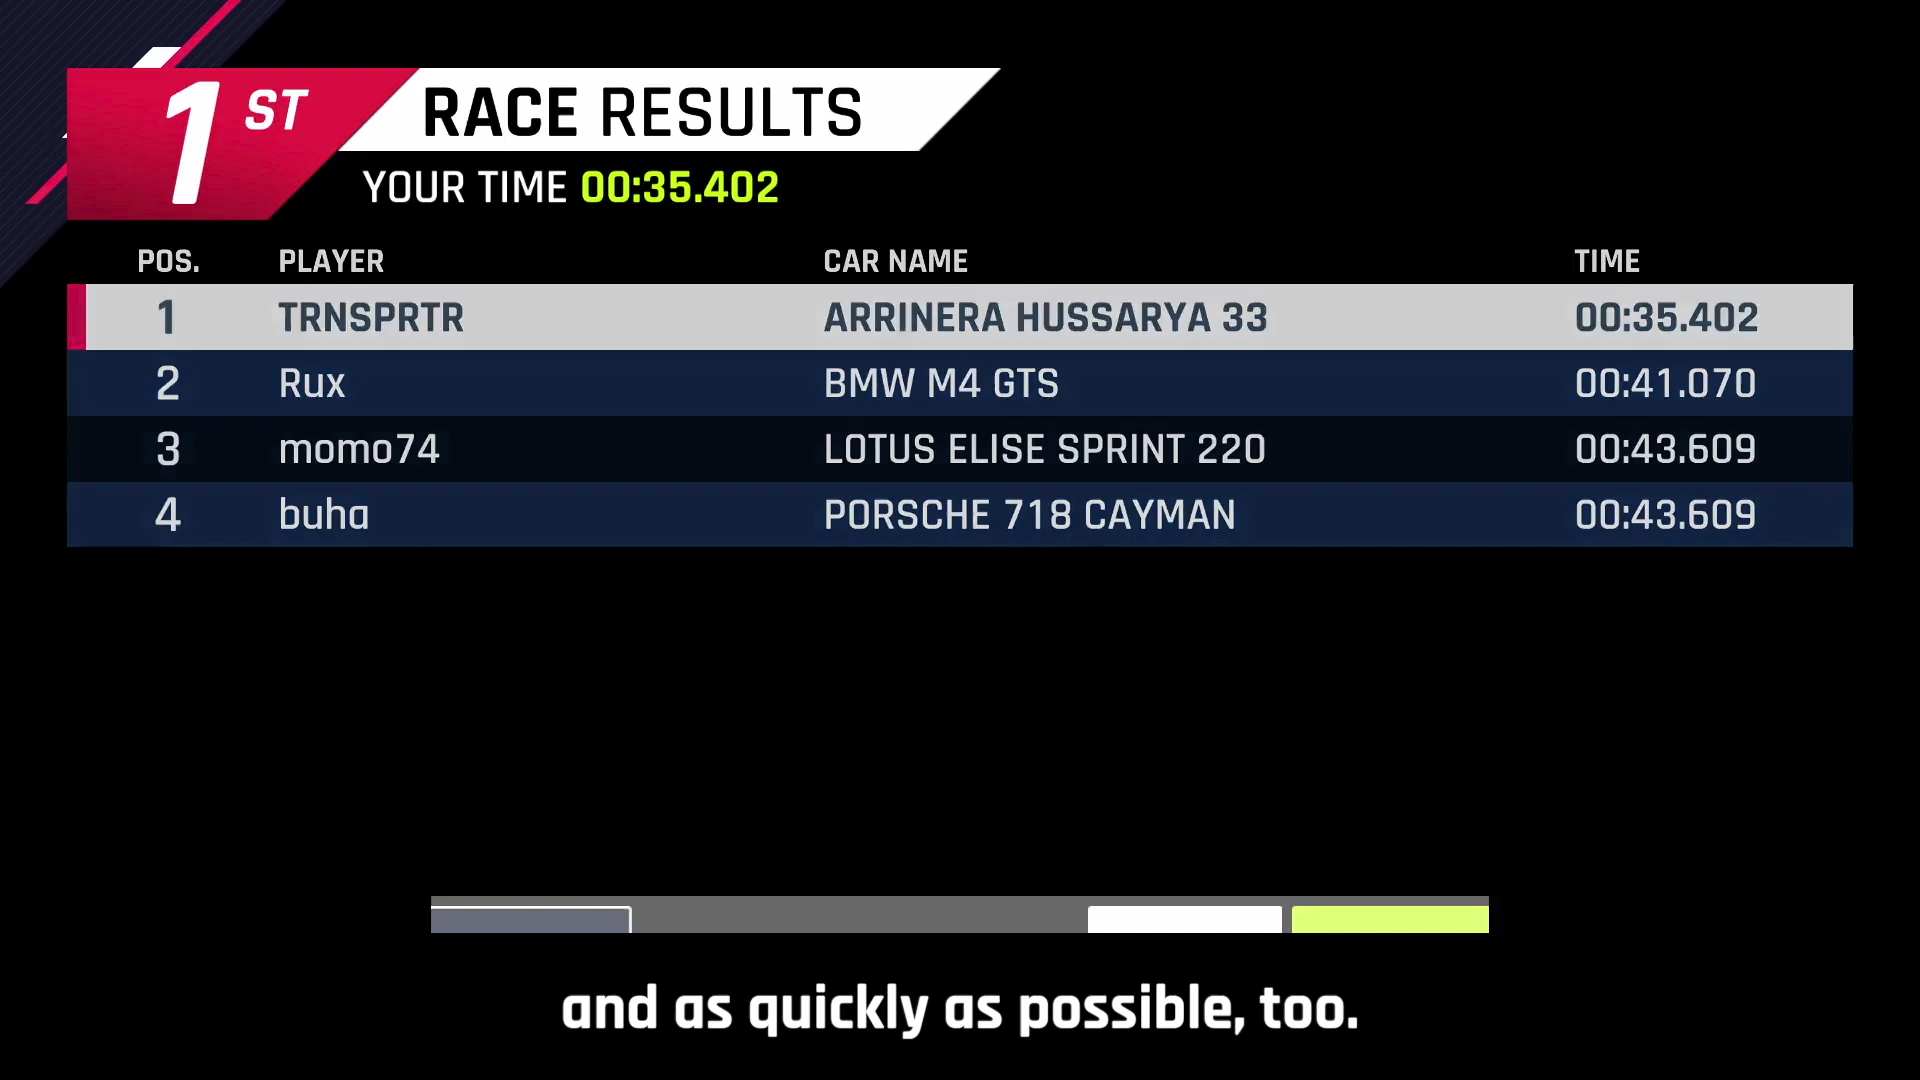 1ST RACE RESULTS
YOUR TIME 00:35.402
POS. PLAYER CAR NAME TIME
1 TRNSPRTR ARRINERA HUSSARYA 33 00:35.402
2 Rux BMW M4 GTS 00:41.070
3 momo74 LOTUS ELISE SPRINT 220 00:43.609
4 buha PORSCHE 718 CAYMAN 00:43.609
and as quickly as possible, too.